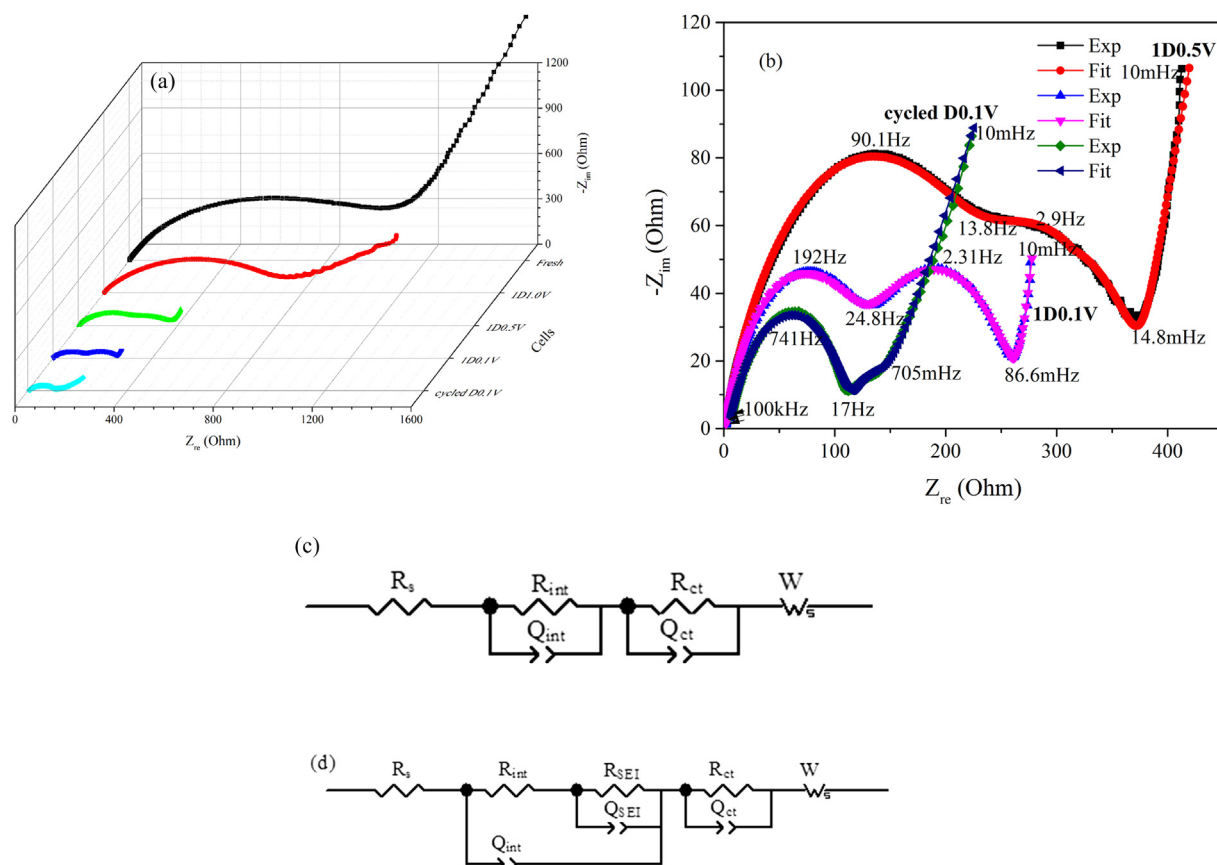 (a)
1200
900
600
300
0
-Z_im (Ohm)
Fresh
1D1.0V
1D0.5V
1D0.1V
cycled D0.1V
Cells
0
400
800
1200
1600
Z_re (Ohm)
(b)
120
100
80
60
40
20
0
-Z_im (Ohm)
0
100
200
300
400
Z_re (Ohm)
Exp
Fit
Exp
Fit
Exp
Fit
1D0.5V
10mHz
cycled D0.1V
10mHz
90.1Hz
13.8Hz
2.9Hz
10mHz
192Hz
2.31Hz
24.8Hz
1D0.1V
741Hz
14.8mHz
705mHz
86.6mHz
100kHz
17Hz
(c)
R_s
R_int
R_ct
W_s
Q_int
Q_ct
(d)
R_s
R_int
R_SEI
R_ct
W_s
Q_SEI
Q_ct
Q_int